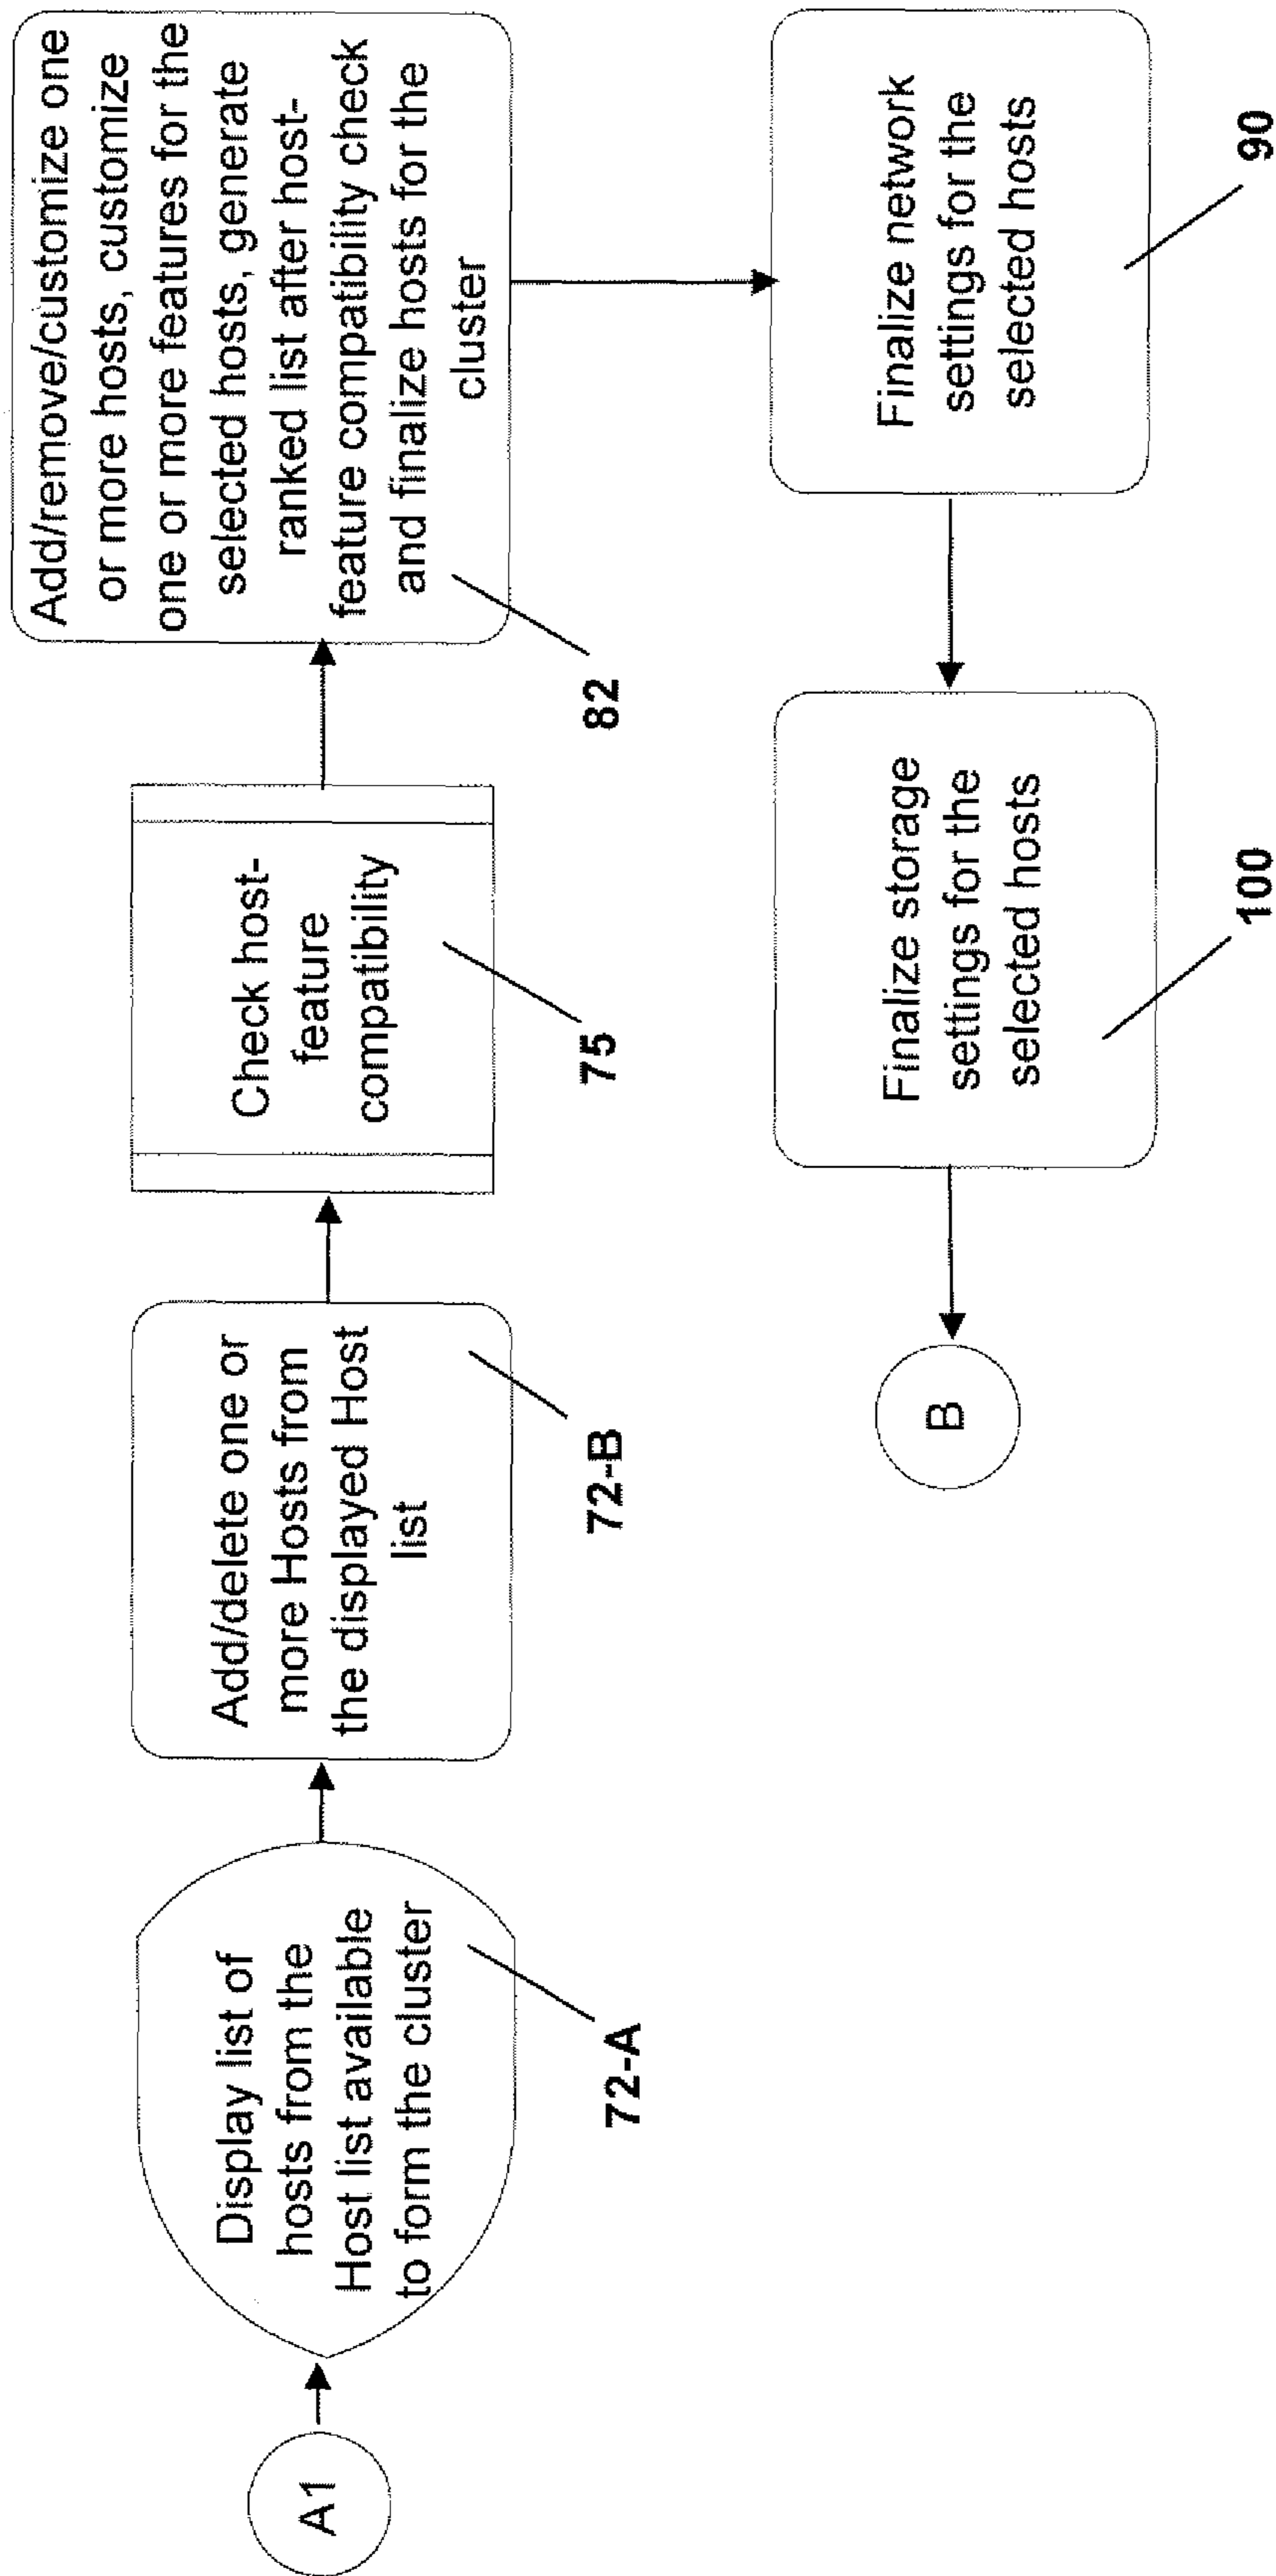 A1
Display list of
hosts from the
Host list available
to form the cluster
72-A
Add/delete one or
more Hosts from
the displayed Host
list
72-B
Check host-
feature
compatibility
75
Add/remove/customize one
or more hosts, customize
one or more features for the
selected hosts, generate
ranked list after host-
feature compatibility check
and finalize hosts for the
cluster
82
Finalize network
settings for the
selected hosts
90
Finalize storage
settings for the
selected hosts
100
B